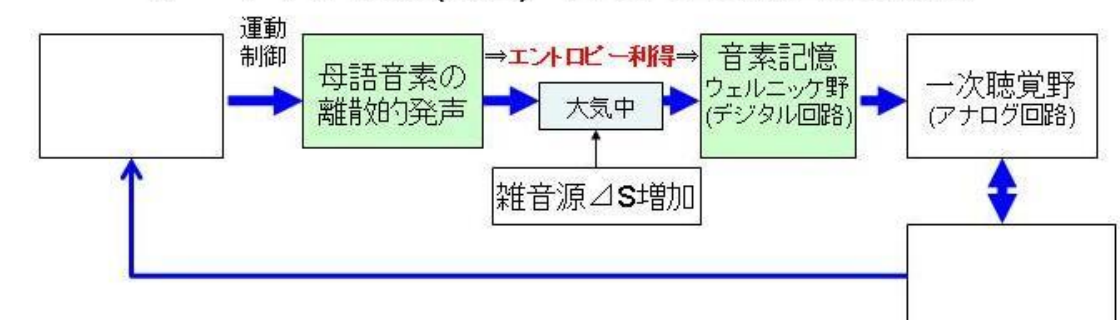 運動
制御
母語音素の
離散的発声
⇒エントロピー利得⇒
大気中
音素記憶
ウェルニッケ野
(デジタル回路)
一次聴覚野
(アナログ回路)
雑音源⊿S増加